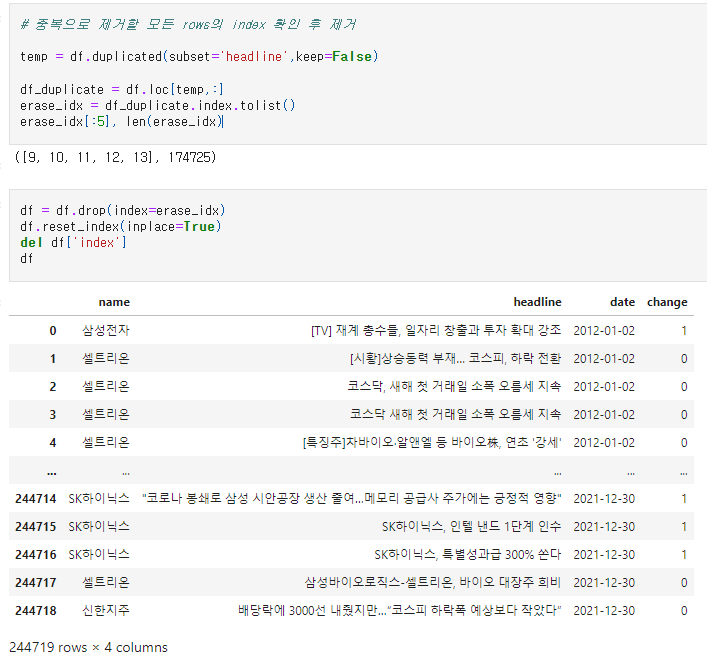 # 중복으로 제거할 모든 rows의 index 확인 후 제거
temp = df.duplicated(subset='headline',keep=False)
df_duplicate = df.loc[temp,:]
erase_idx = df_duplicate.index.tolist()
erase_idx[:5], len(erase_idx)
([9, 10, 11, 12, 13], 174725)
df = df.drop(index=erase_idx)
df.reset_index(inplace=True)
del df['index']
df
name headline date change
0 삼성전자 [TV] 재계 총수들, 일자리 창출과 투자 확대 강조 2012-01-02 1
1 셀트리온 [시황]상승동력 부재... 코스피, 하락 전환 2012-01-02 0
2 셀트리온 코스닥, 새해 첫 거래일 소폭 오름세 지속 2012-01-02 0
3 셀트리온 코스닥 새해 첫 거래일 소폭 오름세 지속 2012-01-02 0
4 셀트리온 [특징주]차바이오·알앤엘 등 바이오株, 연초 '강세' 2012-01-02 0
... ... ... ... ...
244714 SK하이닉스 "코로나 봉쇄로 삼성 시안공장 생산 줄여...메모리 공급사 주가에는 긍정적 영향" 2021-12-30 1
244715 SK하이닉스 SK하이닉스, 인텔 낸드 1단계 인수 2021-12-30 1
244716 SK하이닉스 SK하이닉스, 특별성과급 300% 쏜다 2021-12-30 1
244717 셀트리온 삼성바이오로직스-셀트리온, 바이오 대장주 희비 2021-12-30 0
244718 신한지주 배당락에 3000선 내줬지만…“코스피 하락폭 예상보다 작았다” 2021-12-30 0
244719 rows × 4 columns